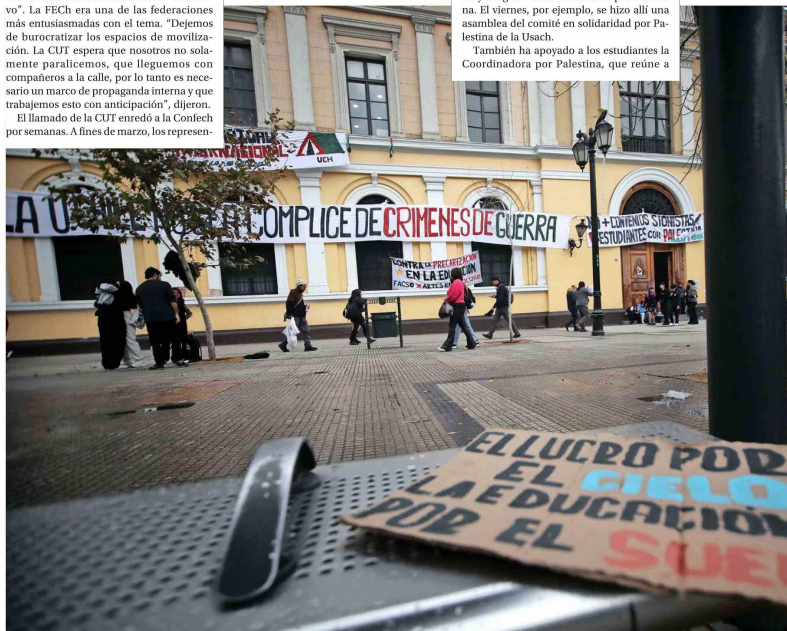 vo”. La FECh era una de las federaciones
más entusiasmadas con el tema. “Dejemos
de burocratizar los espacios de moviliza-
ción. La CUT espera que nosotros no sola-
mente paralicemos, que lleguemos con
compañeros a la calle, por lo tanto es nece-
sario un marco de propaganda interna y que
trabajemos esto con anticipación”, dijeron.
El llamado de la CUT enredó a la Confech
por semanas. A fines de marzo, los represen-
na. El viernes, por ejemplo, se hizo allí una
asamblea del comité en solidaridad por Pa-
lestina de la Usach.
También ha apoyado a los estudiantes la
Coordinadora por Palestina, que reúne a
UCH
LA COMPLICE DE CRIMENES DE GUERRA
CONTRA LA PRECARIZACIÓN
EN LA EDUCACIÓN
FACSO ARTES
+ CONVENIOS SIONISTAS
ESTUDIANTES CON PALESTINA
EL LUCRO POR
EL CIELO
LA EDUCACIÓN
POR EL SUE